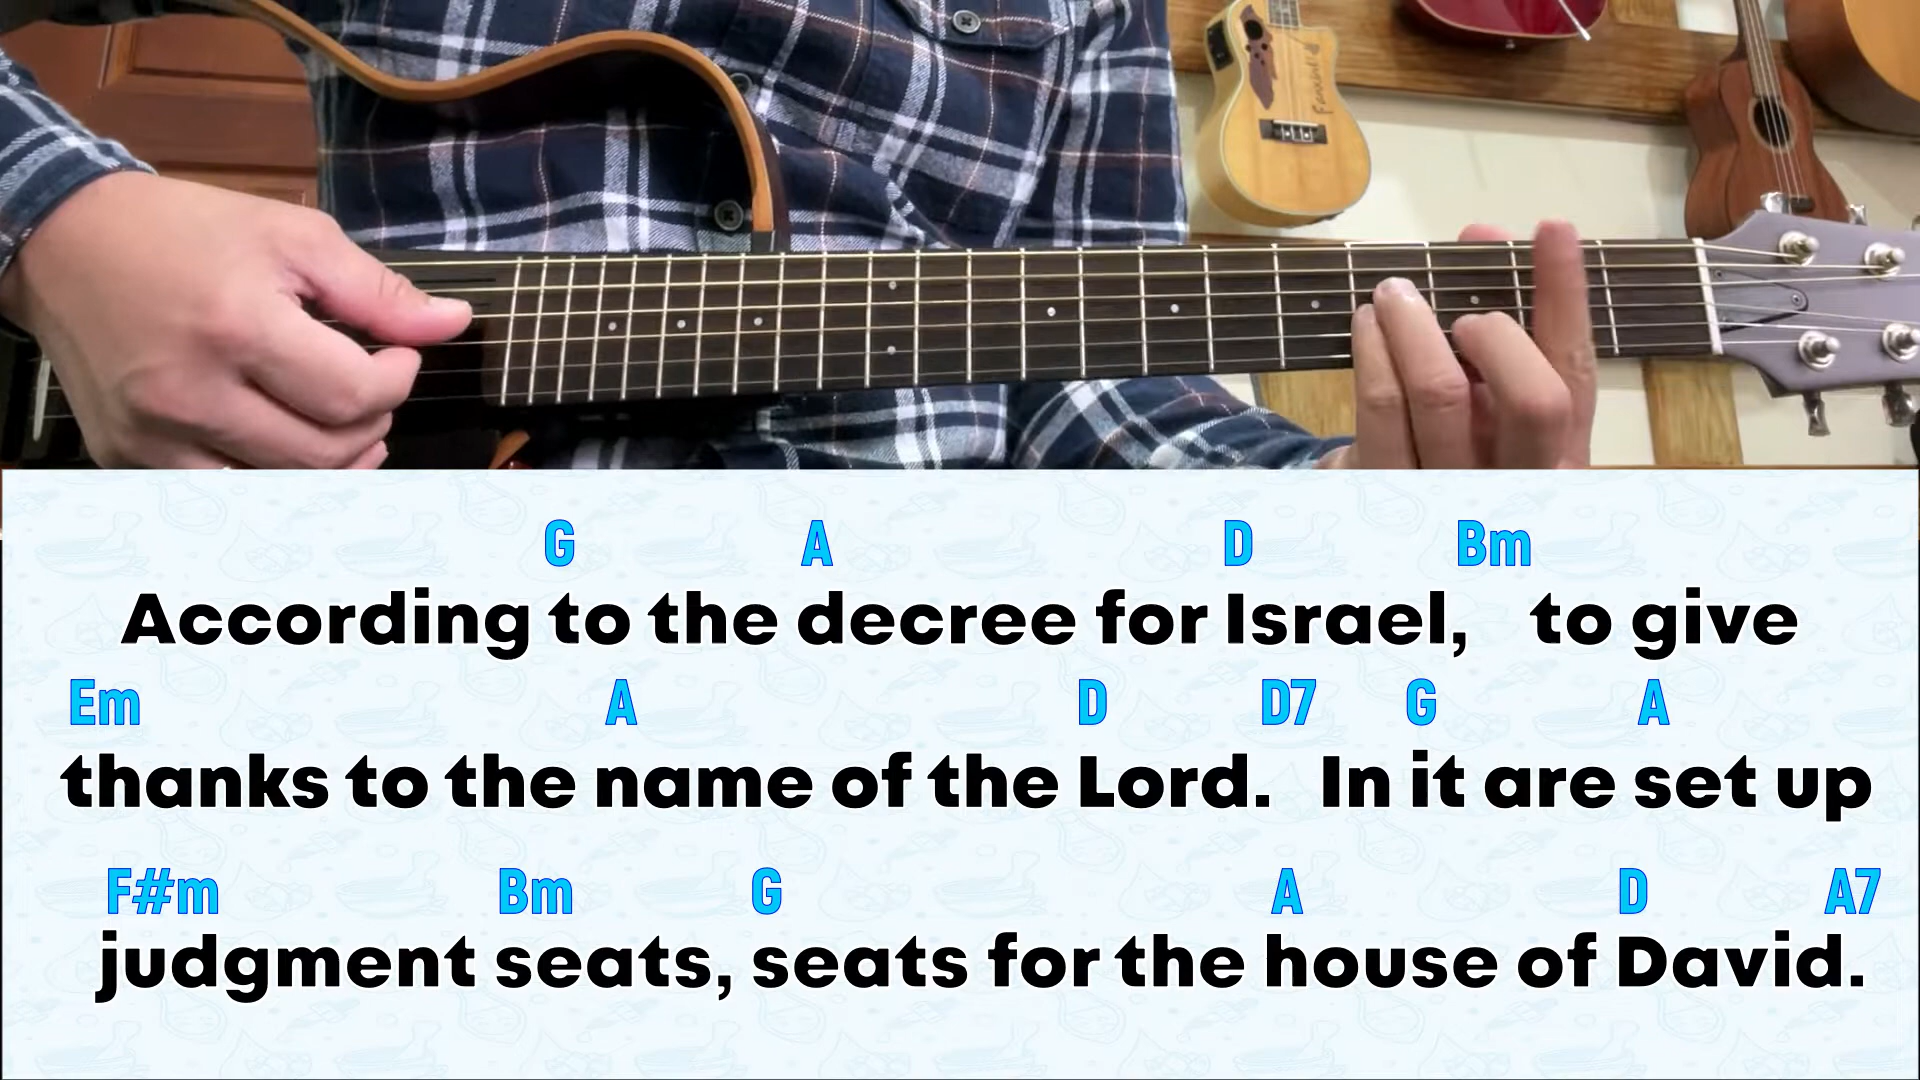 G A D Bm
According to the decree for Israel, to give
Em A D D7 G A
thanks to the name of the Lord. In it are set up
F#m Bm G A D A7
judgment seats, seats for the house of David.